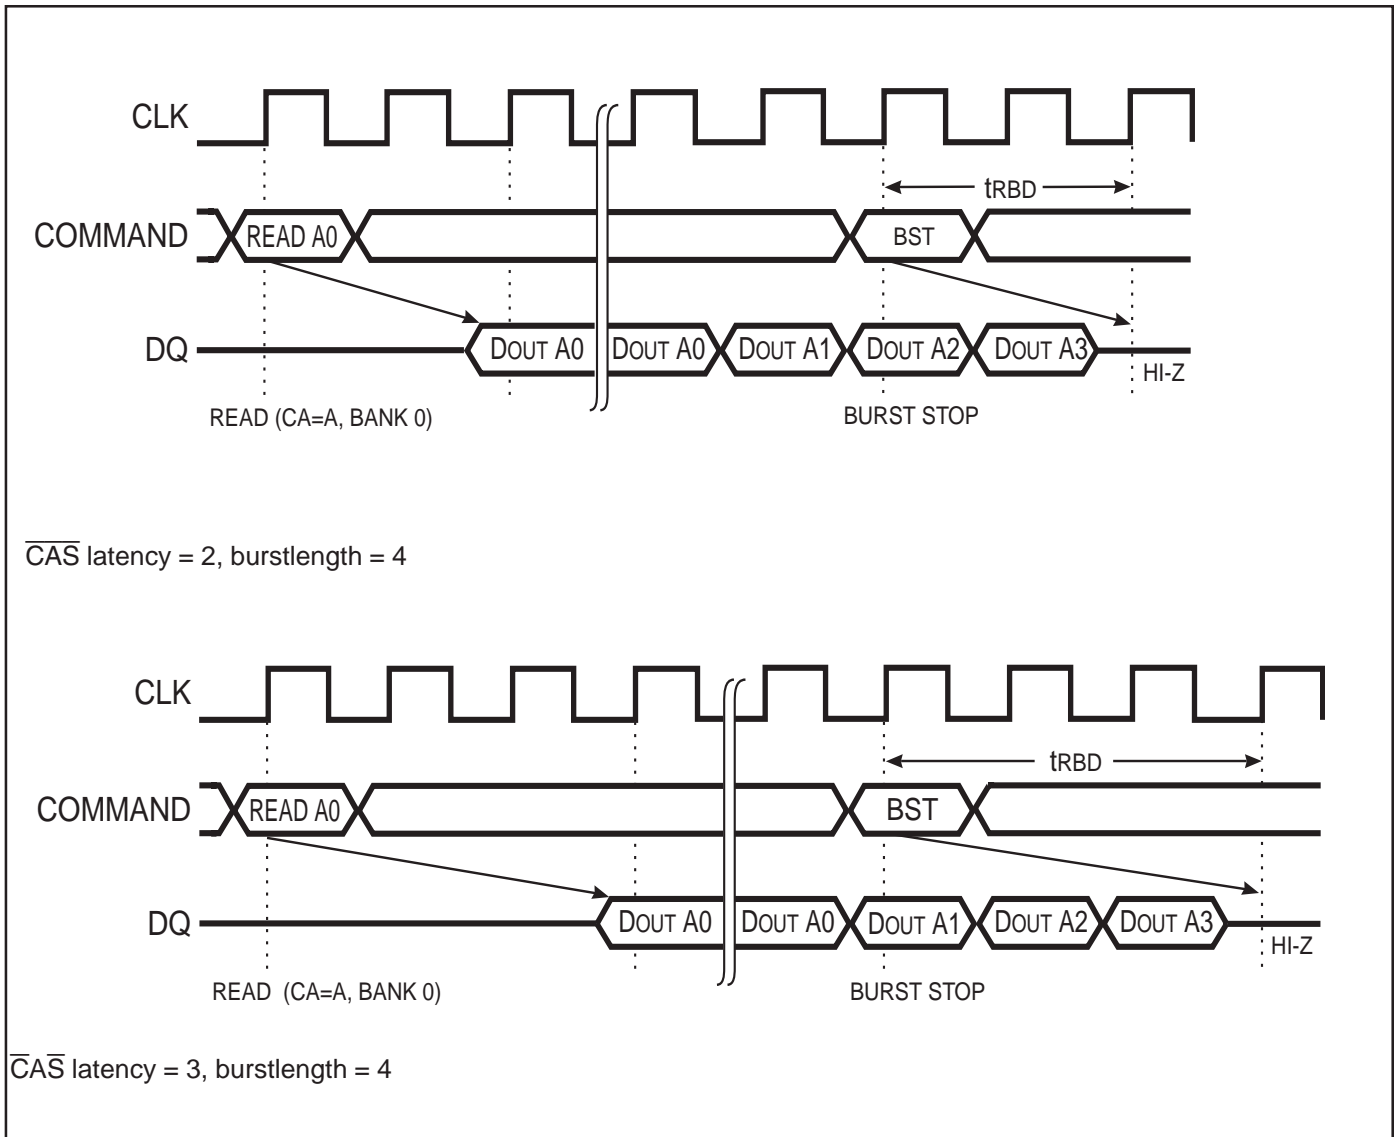 CLK
tRBD
COMMAND READ A0 BST
DQ DOUT A0 DOUT A0 DOUT A1 DOUT A2 DOUT A3
HI-Z
READ (CA=A, BANK 0) BURST STOP
C̅A̅S̅ latency = 2, burstlength = 4
CLK
tRBD
COMMAND READ A0 BST
DQ DOUT A0 DOUT A0 DOUT A1 DOUT A2 DOUT A3
HI-Z
READ (CA=A, BANK 0) BURST STOP
C̅AS̅ latency = 3, burstlength = 4